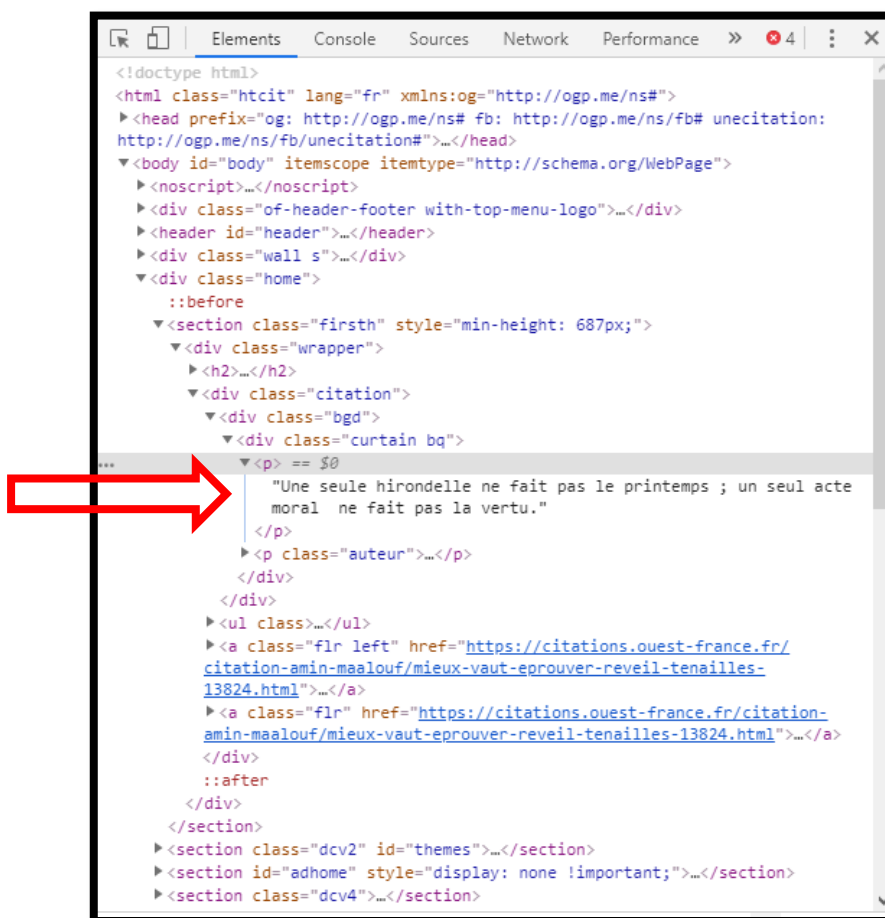 Elements Console Sources Network Performance » 4
<!doctype html>
<html class="htcit" lang="fr" xmlns:og="http://ogp.me/ns#">
<head prefix="og: http://ogp.me/ns# fb: http://ogp.me/ns/fb# unecitation:
http://ogp.me/ns/fb/unecitation#">…</head>
<body id="body" itemscope itemtype="http://schema.org/WebPage">
<noscript>…</noscript>
<div class="of-header-footer with-top-menu-logo">…</div>
<header id="header">…</header>
<div class="wall s">…</div>
<div class="home">
::before
<section class="firsth" style="min-height: 687px;">
<div class="wrapper">
<h2>…</h2>
<div class="citation">
<div class="bgd">
<div class="curtain bq">
… <p> == $0
"Une seule hirondelle ne fait pas le printemps ; un seul acte
moral  ne fait pas la vertu."
</p>
<p class="auteur">…</p>
</div>
</div>
<ul class>…</ul>
<a class="flr left" href="https://citations.ouest-france.fr/
citation-amin-maalouf/mieux-vaut-eprouver-reveil-tenailles-
13824.html">…</a>
<a class="flr" href="https://citations.ouest-france.fr/citation-
amin-maalouf/mieux-vaut-eprouver-reveil-tenailles-13824.html">…</a>
</div>
::after
</div>
</section>
<section class="dcv2" id="themes">…</section>
<section id="adhome" style="display: none !important;">…</section>
<section class="dcv4">…</section>